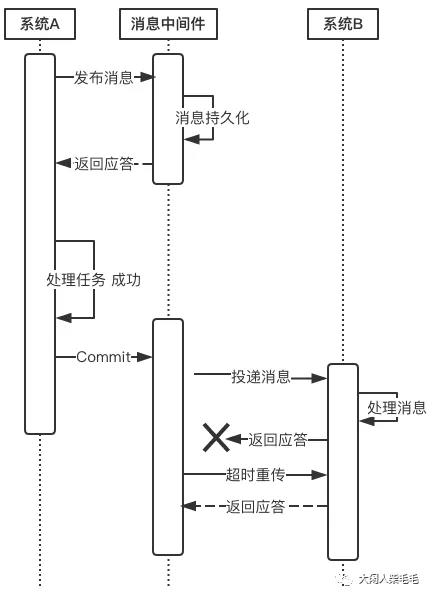 系统A
消息中间件
系统B
发布消息
消息持久化
返回应答
处理任务 成功
Commit
投递消息
处理消息
返回应答
超时重传
返回应答
大闲人柴毛毛